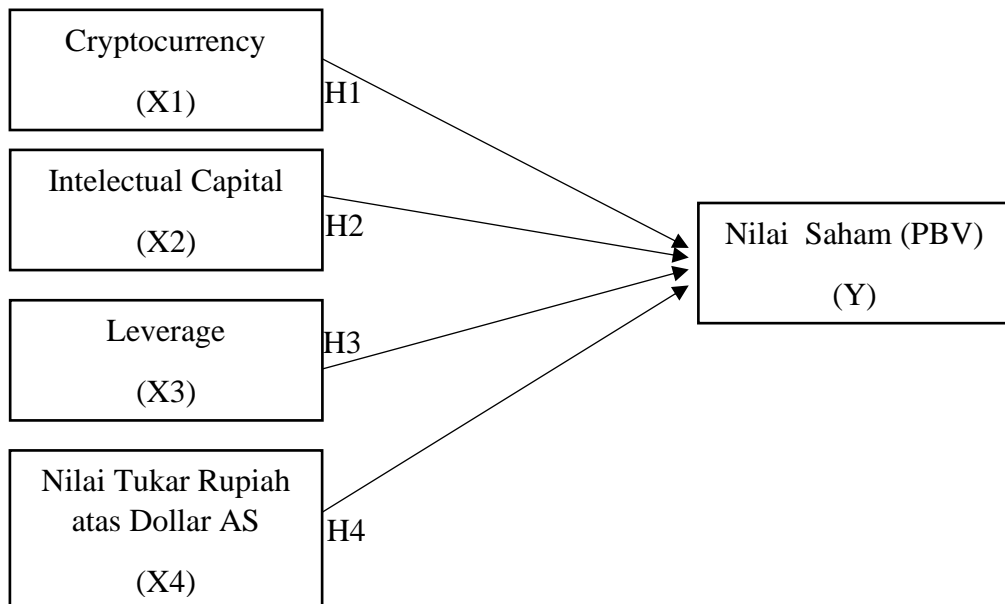 Cryptocurrency
(X1)
H1
Intelectual Capital
(X2)
H2
Nilai Saham (PBV)
(Y)
Leverage
(X3)
H3
Nilai Tukar Rupiah
atas Dollar AS
(X4)
H4